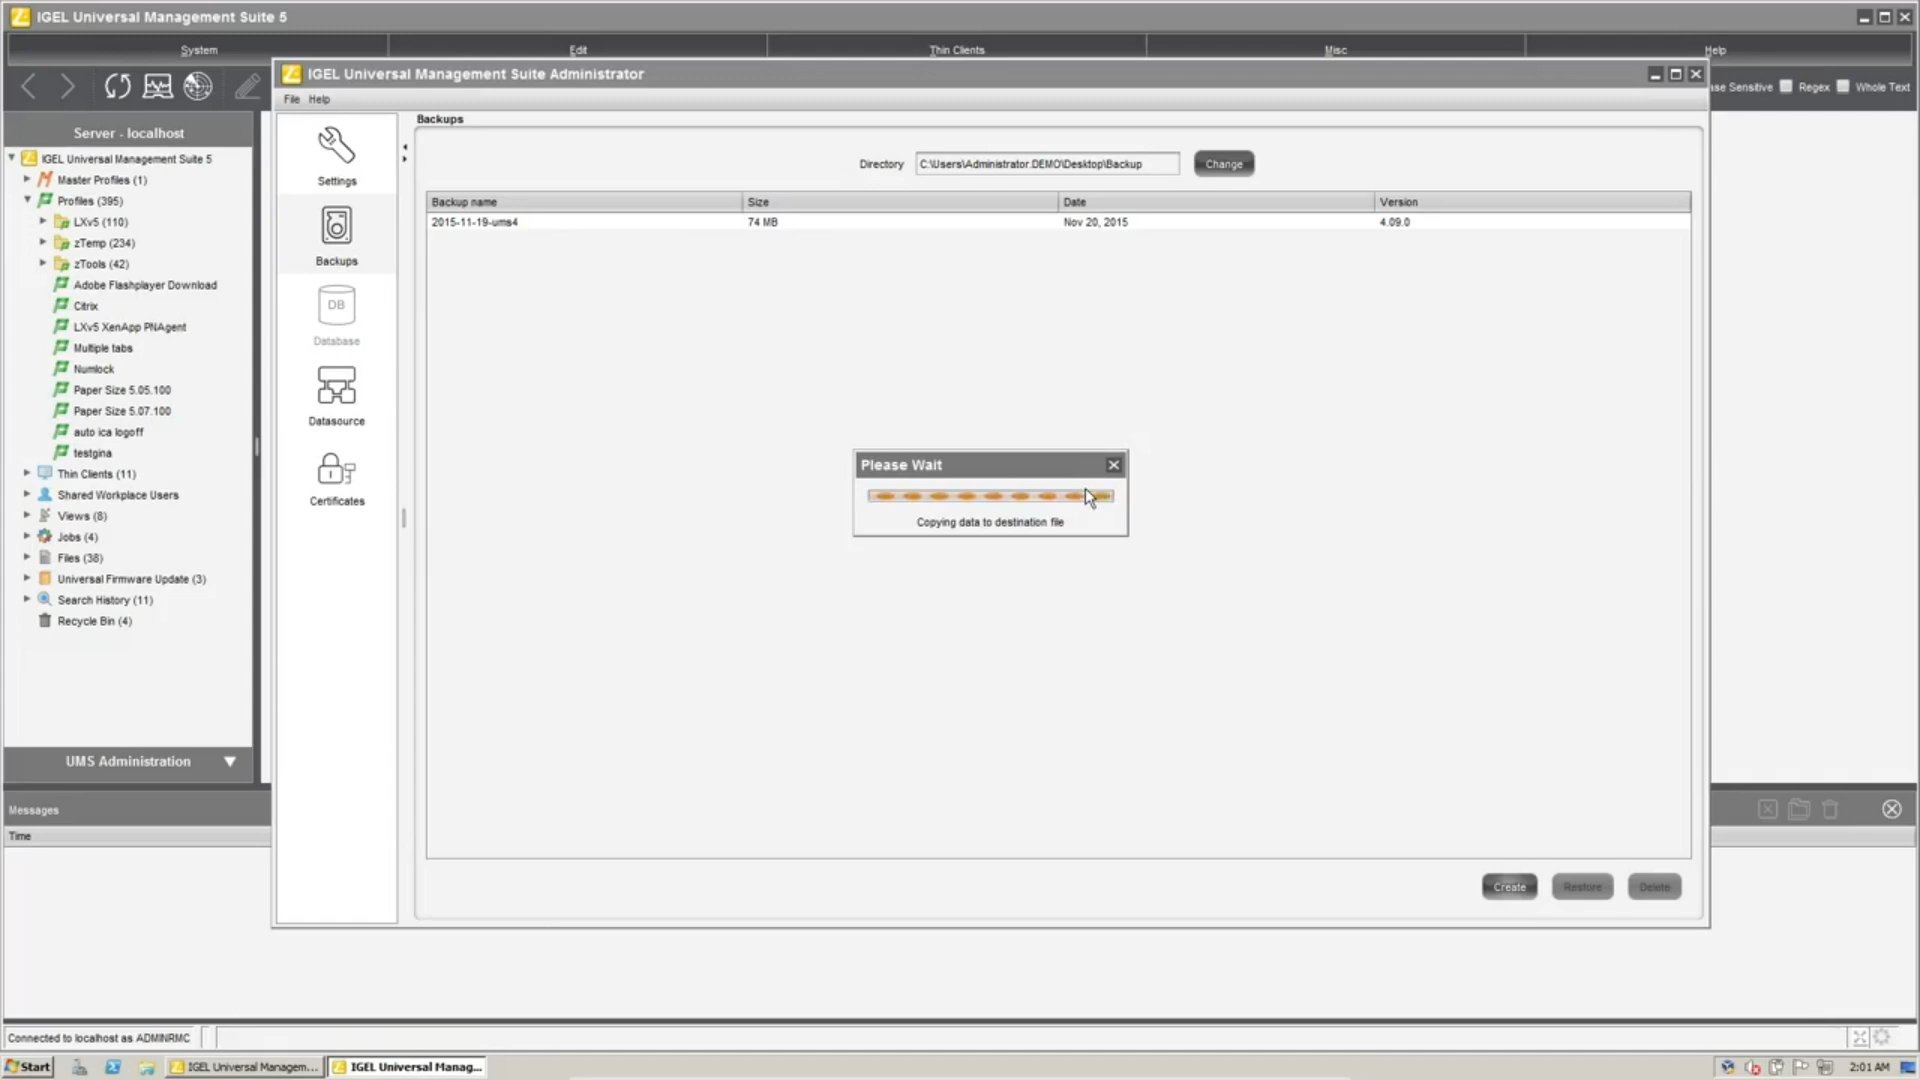 IGEL Universal Management Suite 5
System Edit Thin Clients Misc Help
IGEL Universal Management Suite Administrator
File Help
ase Sensitive Regex Whole Text
Server - localhost
IGEL Universal Management Suite 5
Master Profiles (1)
Profiles (395)
LXv5 (110)
zTemp (234)
zTools (42)
Adobe Flashplayer Download
Citrix
LXv5 XenApp PNAgent
Multiple tabs
Numlock
Paper Size 5.05.100
Paper Size 5.07.100
auto ica logoff
testgina
Thin Clients (11)
Shared Workplace Users
Views (8)
Jobs (4)
Files (38)
Universal Firmware Update (3)
Search History (11)
Recycle Bin (4)
UMS Administration
Settings
Backups
DB
Database
Datasource
Certificates
Backups
Directory C:\Users\Administrator.DEMO\Desktop\Backup Change
Backup name Size Date Version
2015-11-19-ums4 74 MB Nov 20, 2015 4.09.0
Please Wait
Copying data to destination file
Create Restore Delete
Messages
Time
Connected to localhost as ADMINRMC
Start IGEL Universal Managem... IGEL Universal Manag... 2:01 AM